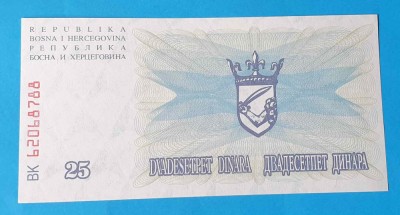 REPUBLIKA
BOSNA I HERCEGOVINA
РЕПУБЛИКА
БОСНА И ХЕРЦЕГОВИНА
BK 62068788
25
DVADESETPET DINARA ДВАДЕСЕТПЕТ ДИНАРА